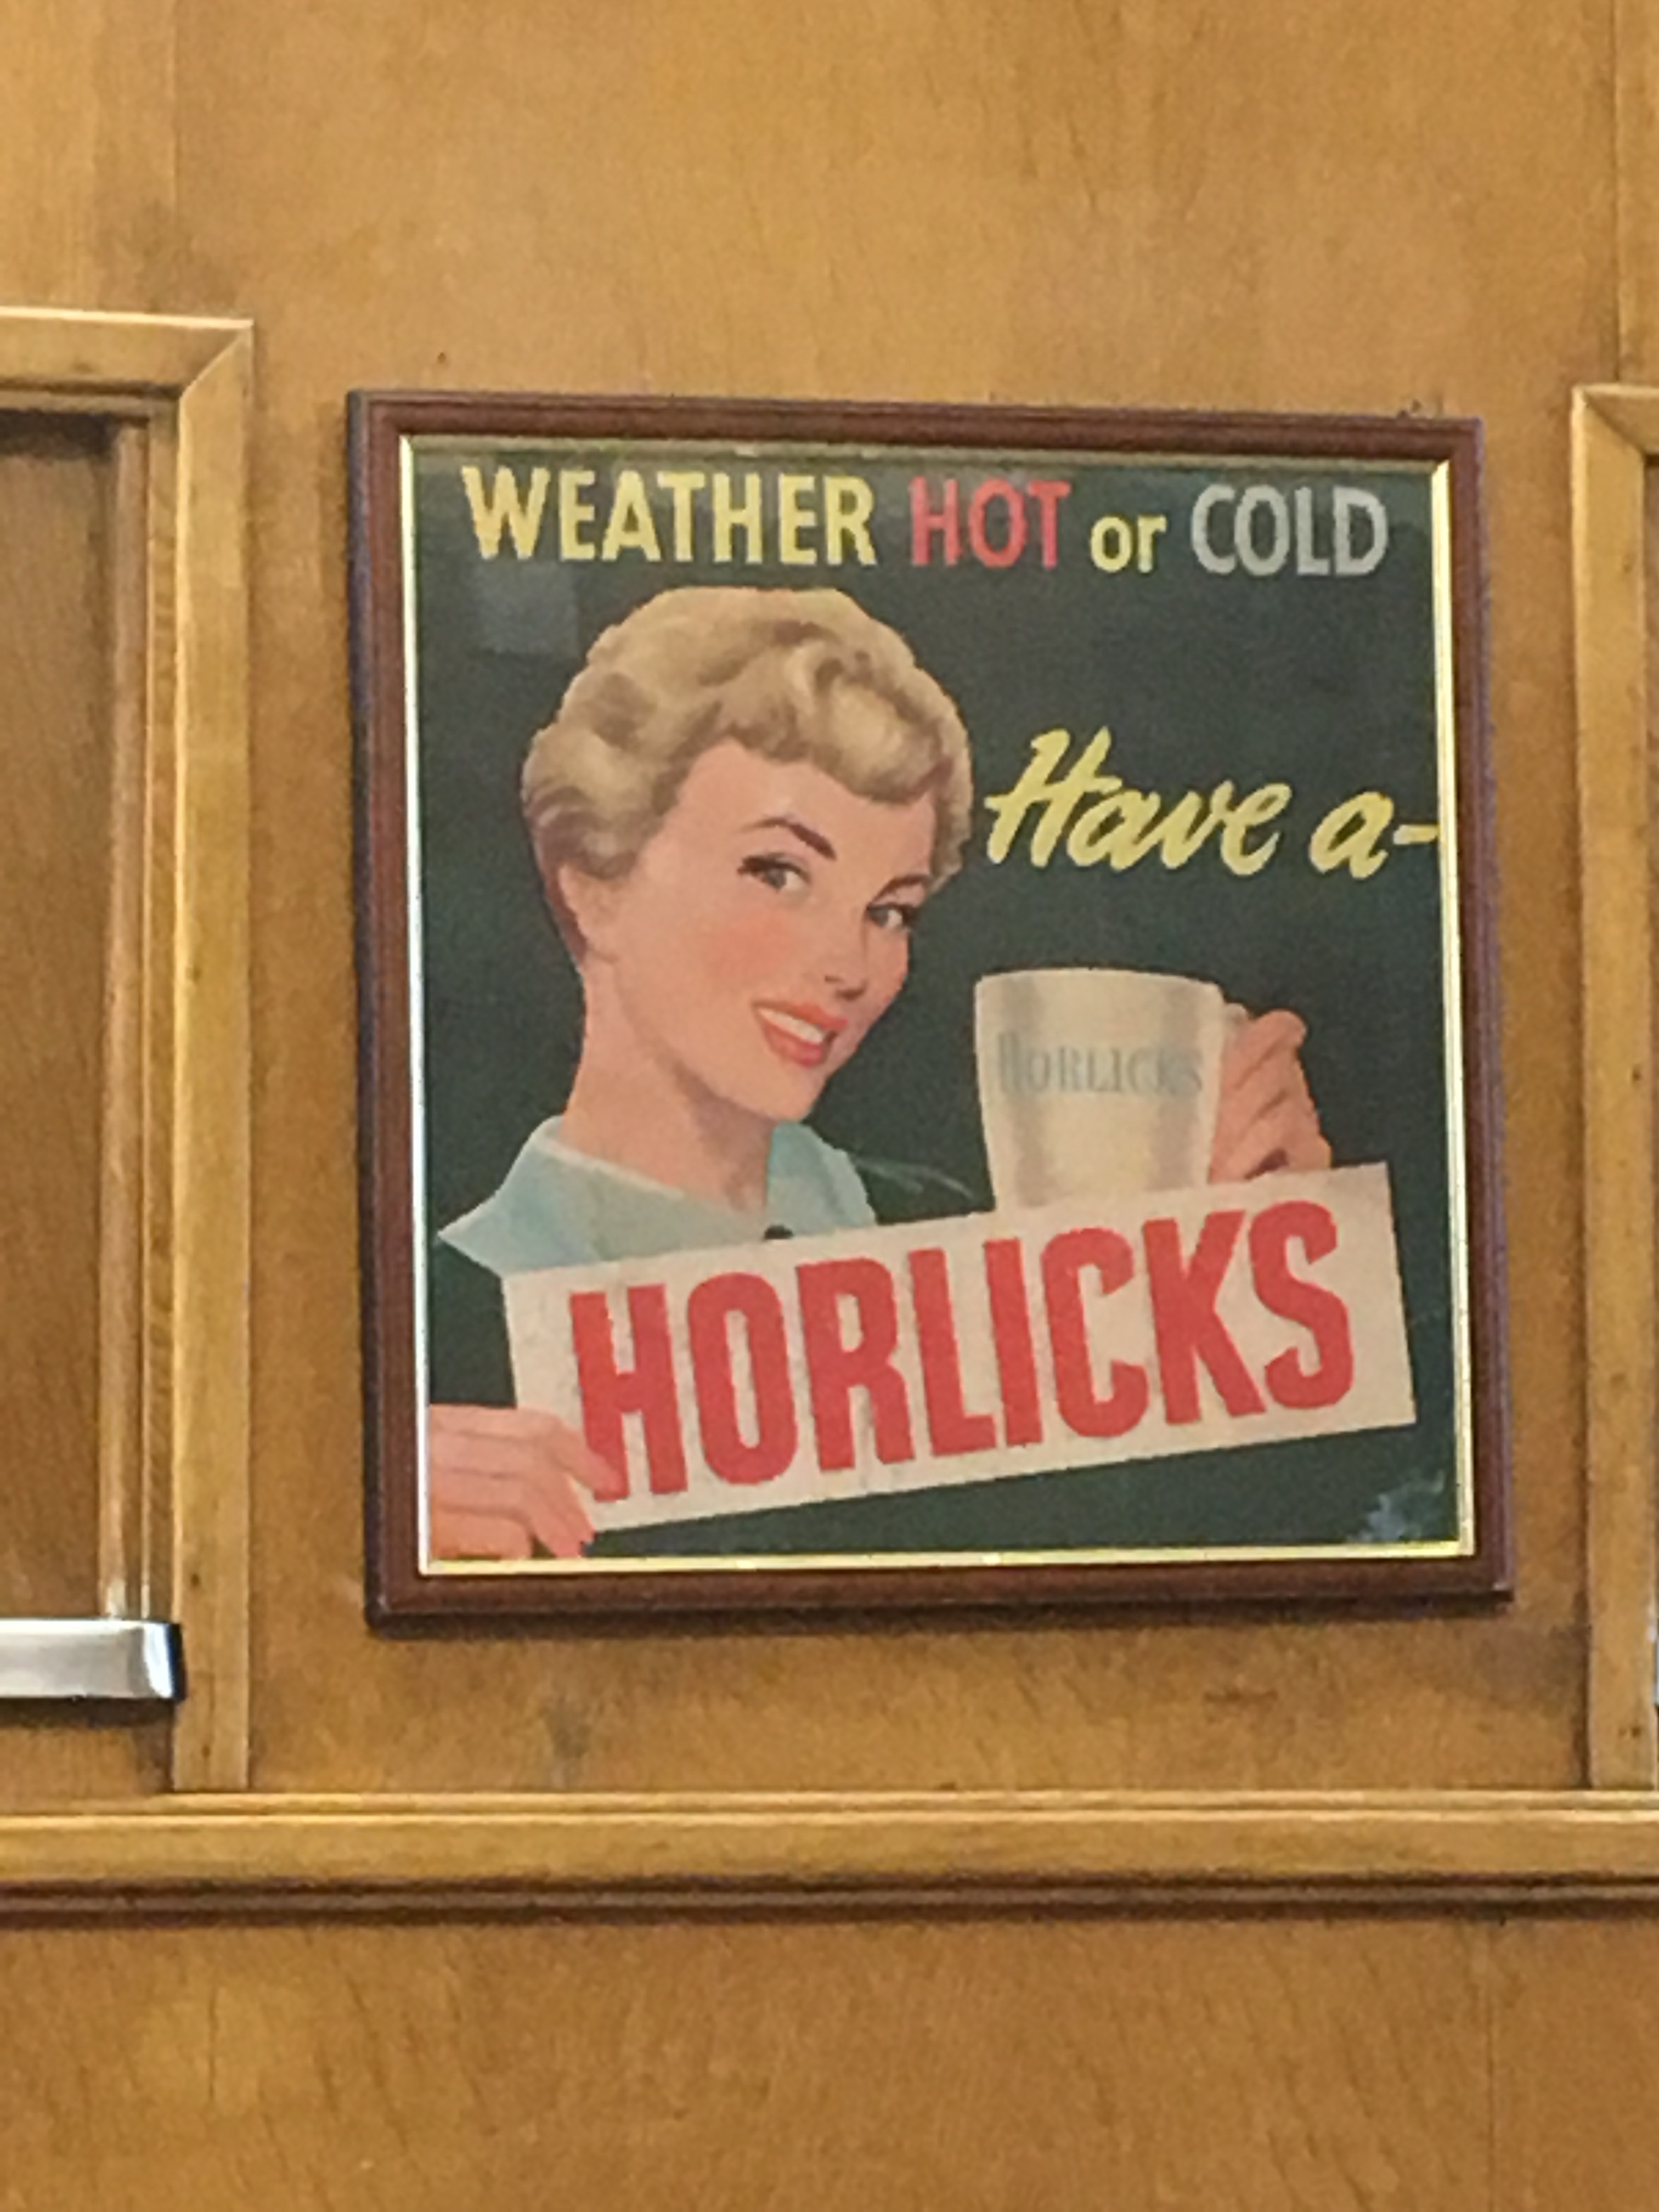 WEATHER HOT or COLD
Have a-
HORLICKS
HORLICKS